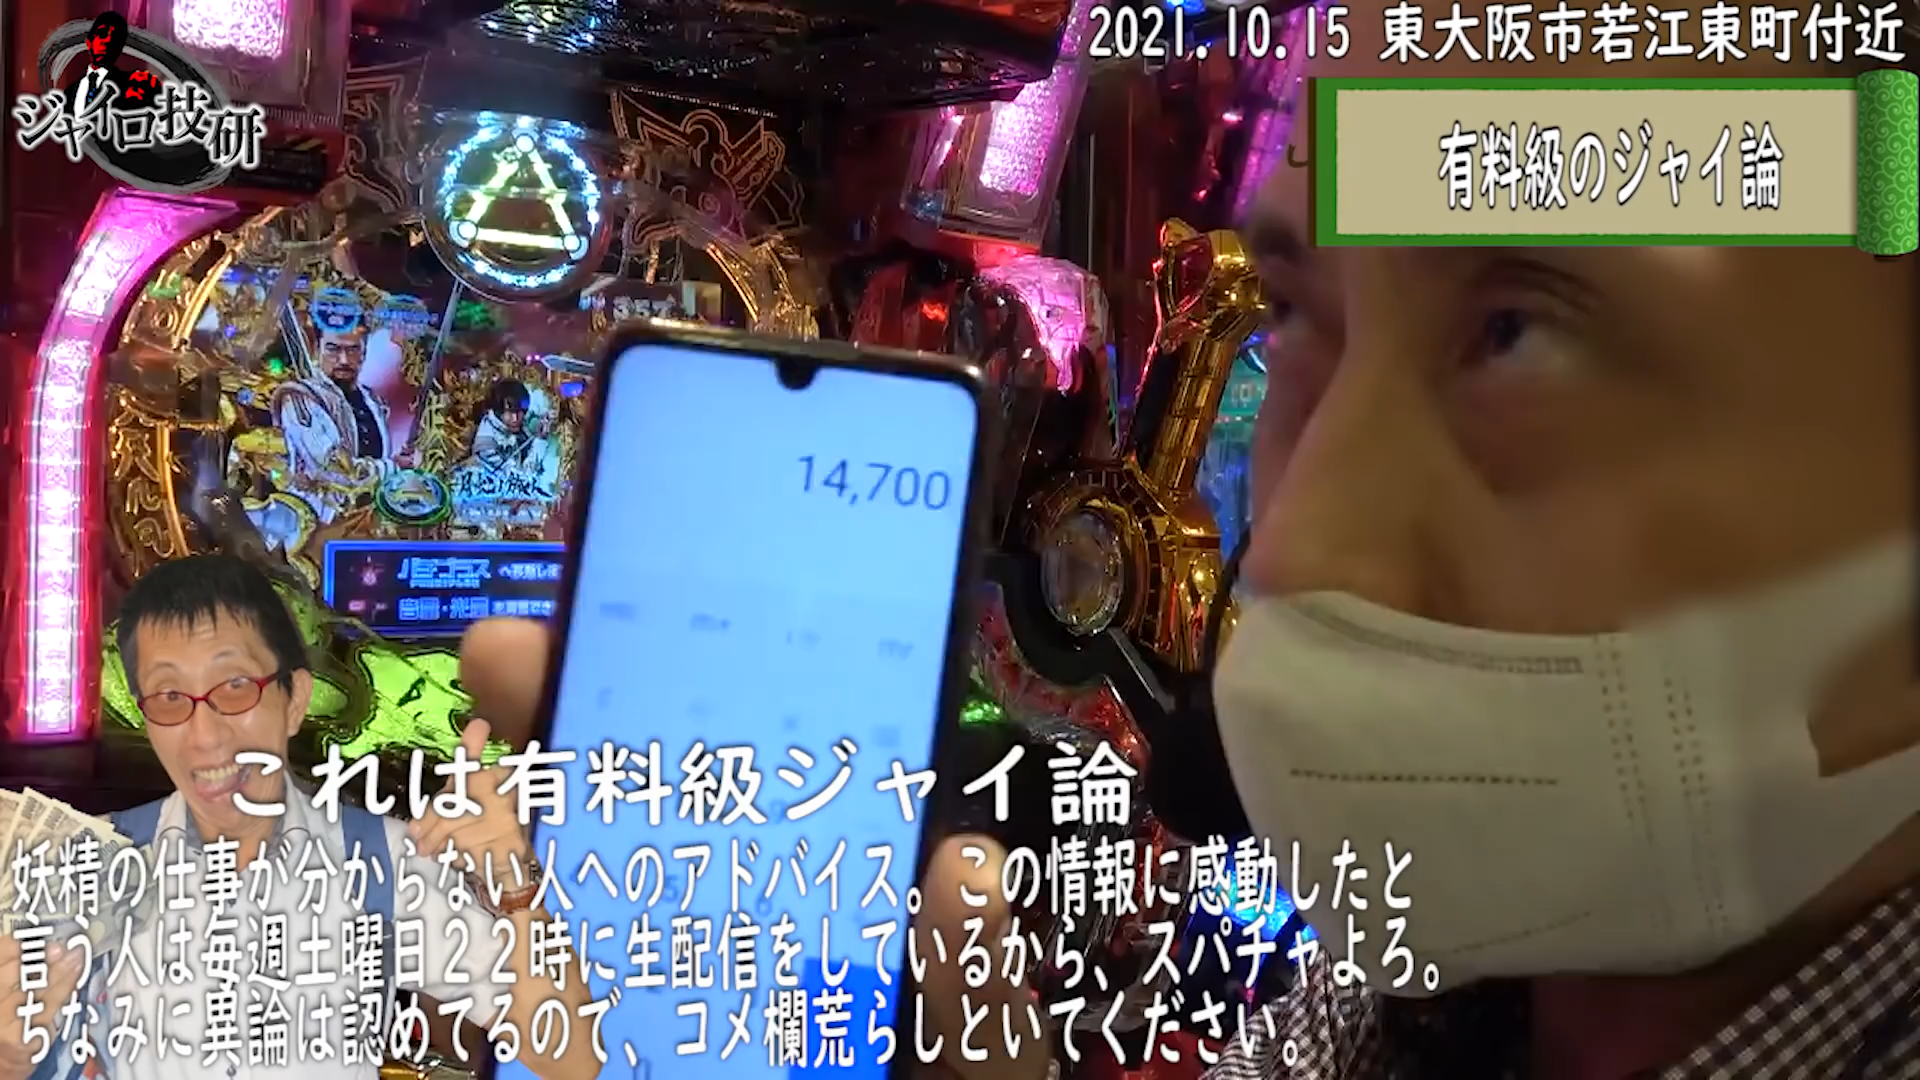 2021.10.15 東大阪市若江東町付近
ジャイロ技研
有料級のジャイ論
14,700
これは有料級ジャイ論
妖精の仕事が分からない人へのアドバイス。この情報に感動したと
言う人は毎週土曜日２２時に生配信をしているから、スパチャよろ。
ちなみに異論は認めてるので、コメ欄荒らしといてください。